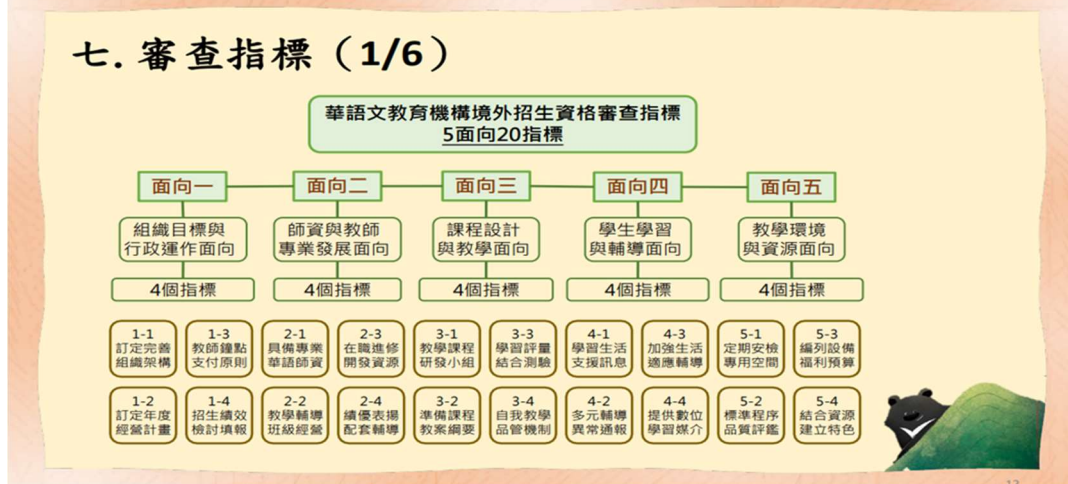 七.審查指標（1/6）
華語文教育機構境外招生資格審查指標
5面向20指標
面向一
面向二
面向三
面向四
面向五
組織目標與
行政運作面向
師資與教師
專業發展面向
課程設計
與教學面向
學生學習
與輔導面向
教學環境
與資源面向
4個指標
4個指標
4個指標
4個指標
4個指標
1-1
訂定完善
組織架構
1-3
教師鐘點
支付原則
2-1
具備專業
華語師資
2-3
在職進修
開發資源
3-1
教學課程
研發小組
3-3
學習評量
結合測驗
4-1
學習生活
支援訊息
4-3
加強生活
適應輔導
5-1
定期安檢
專用空間
5-3
編列設備
福利預算
1-2
訂定年度
經營計畫
1-4
招生績效
檢討填報
2-2
教學輔導
班級經營
2-4
績優表揚
配套輔導
3-2
準備課程
教案綱要
3-4
自我教學
品管機制
4-2
多元輔導
異常通報
4-4
提供數位
學習媒介
5-2
標準程序
品質評鑑
5-4
結合資源
建立特色